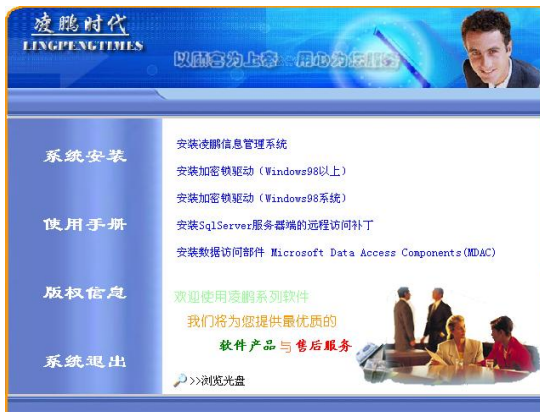 凌鹏时代
LINGPENGTIMES
以顾客为上帝 用心为您服务
系统安装
使用手册
版权信息
系统退出
安装凌鹏信息管理系统
安装加密锁驱动（Windows98以上）
安装加密锁驱动（Windows98系统）
安装SqlServer服务器端的远程访问补丁
安装数据访问部件 Microsoft Data Access Components(MDAC)
欢迎使用凌鹏系列软件
我们将为您提供最优质的
软件产品与售后服务
>>浏览光盘